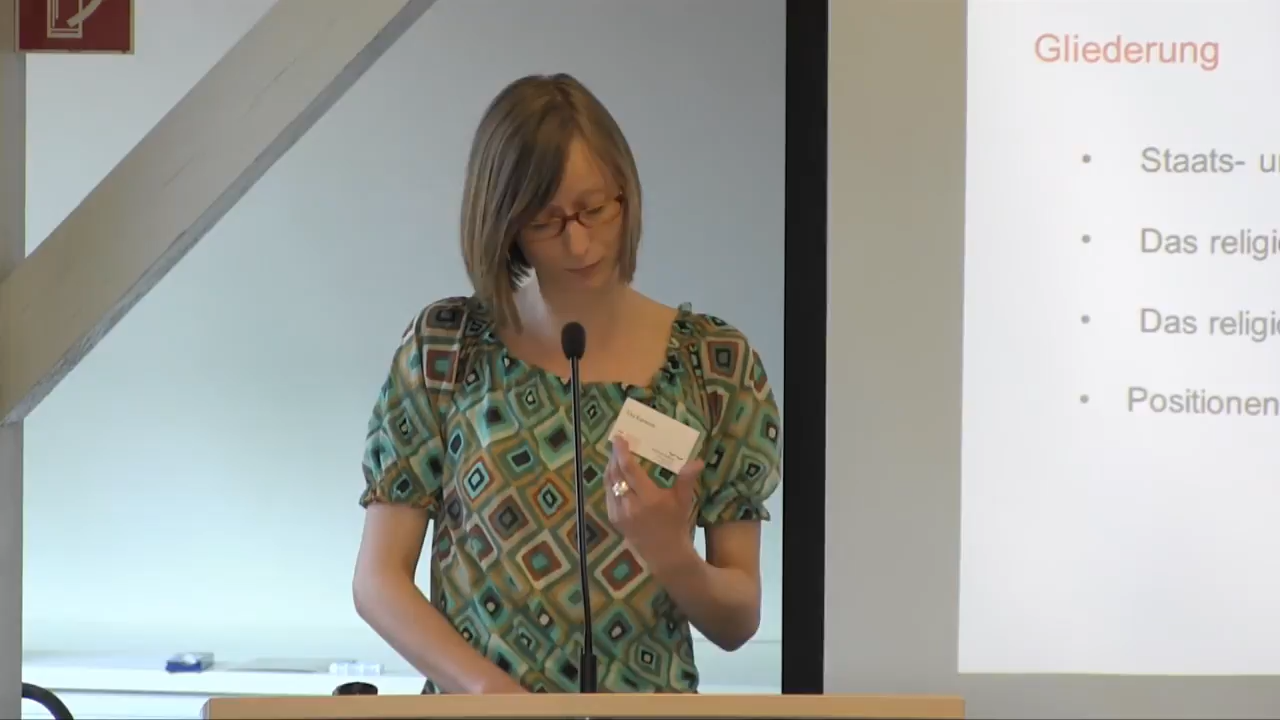 Gliederung
• Staats- u
• Das religi
• Das religi
• Positionen